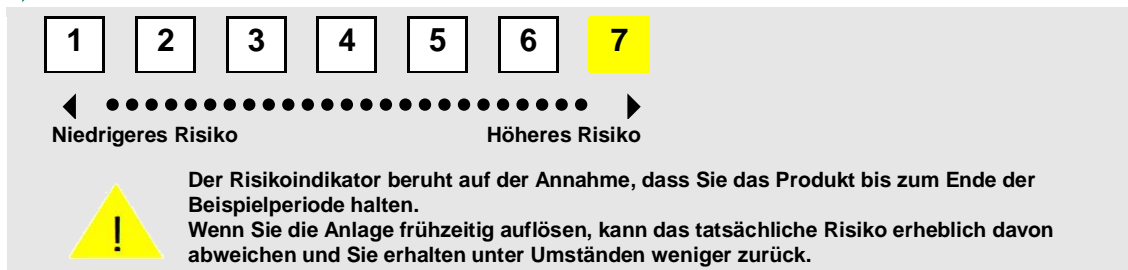 1 2 3 4 5 6 7
Niedrigeres Risiko Höheres Risiko
Der Risikoindikator beruht auf der Annahme, dass Sie das Produkt bis zum Ende der
Beispielperiode halten.
Wenn Sie die Anlage frühzeitig auflösen, kann das tatsächliche Risiko erheblich davon
abweichen und Sie erhalten unter Umständen weniger zurück.
!